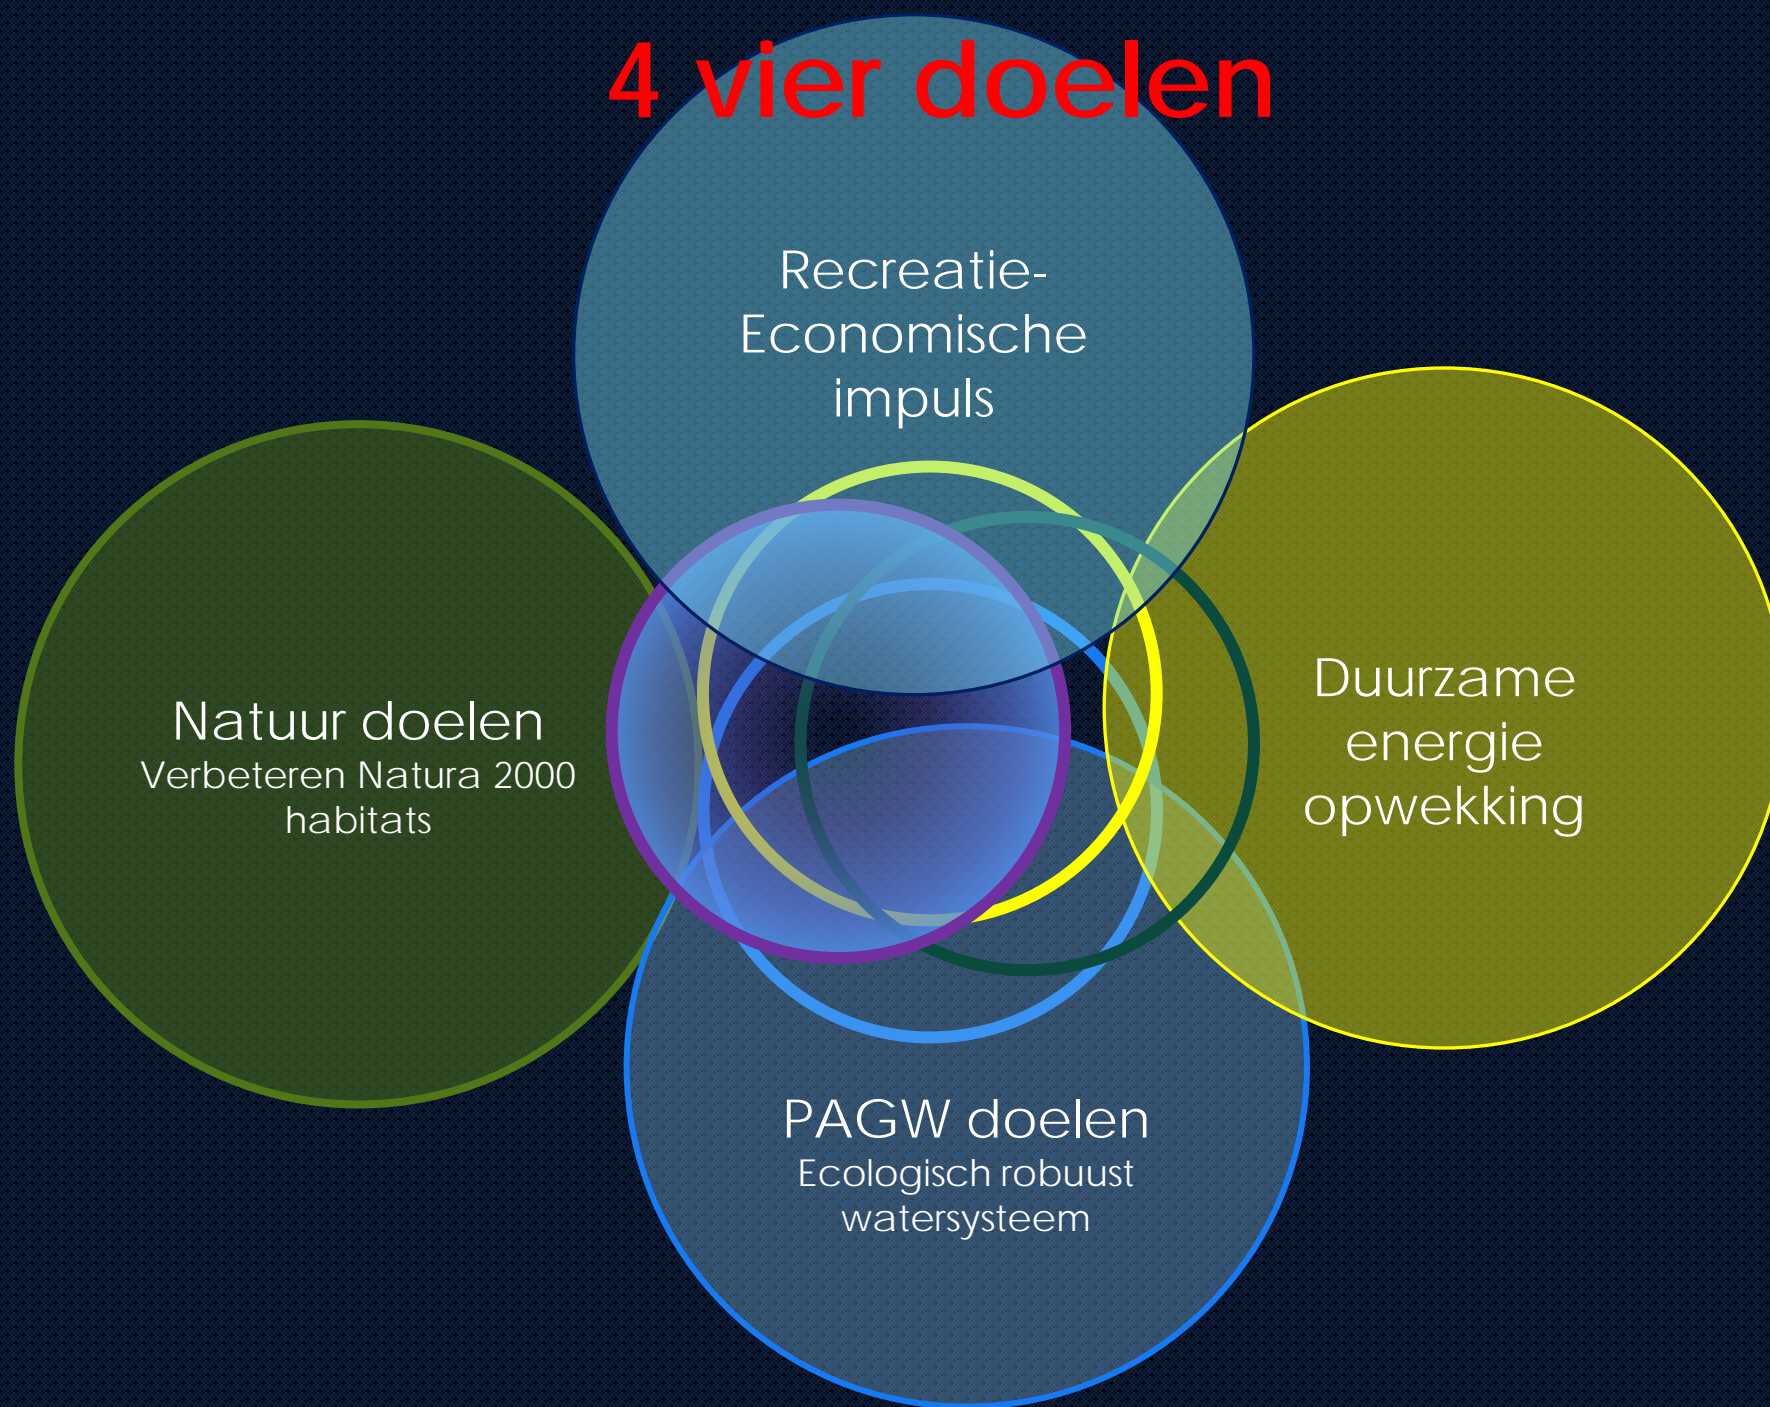 4 vier doelen
Recreatie-
Economische
impuls
Natuur doelen
Verbeteren Natura 2000
habitats
Duurzame
energie
opwekking
PAGW doelen
Ecologisch robuust
watersysteem